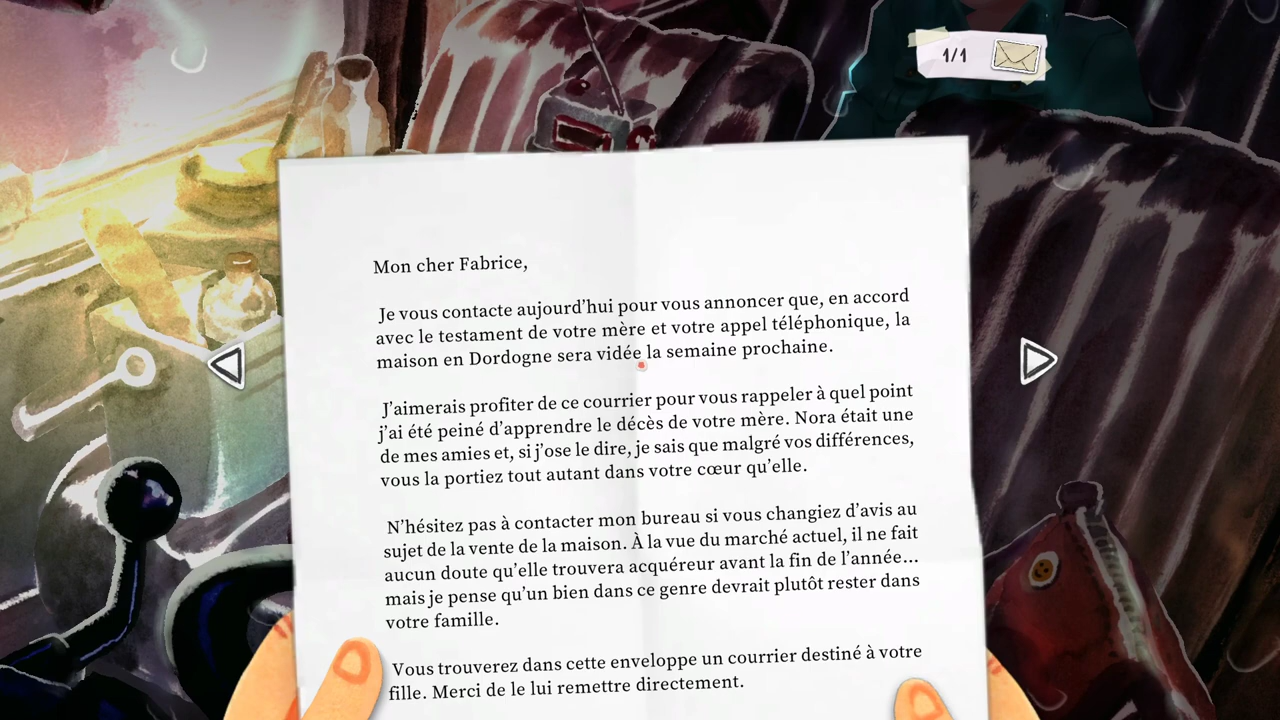 1/1
Mon cher Fabrice,
Je vous contacte aujourd’hui pour vous annoncer que, en accord
avec le testament de votre mère et votre appel téléphonique, la
maison en Dordogne sera vidée la semaine prochaine.
J’aimerais profiter de ce courrier pour vous rappeler à quel point
j’ai été peiné d’apprendre le décès de votre mère. Nora était une
de mes amies et, si j’ose le dire, je sais que malgré vos différences,
vous la portiez tout autant dans votre cœur qu’elle.
N’hésitez pas à contacter mon bureau si vous changiez d’avis au
sujet de la vente de la maison. À la vue du marché actuel, il ne fait
aucun doute qu’elle trouvera acquéreur avant la fin de l’année...
mais je pense qu’un bien dans ce genre devrait plutôt rester dans
votre famille.
Vous trouverez dans cette enveloppe un courrier destiné à votre
fille. Merci de le lui remettre directement.